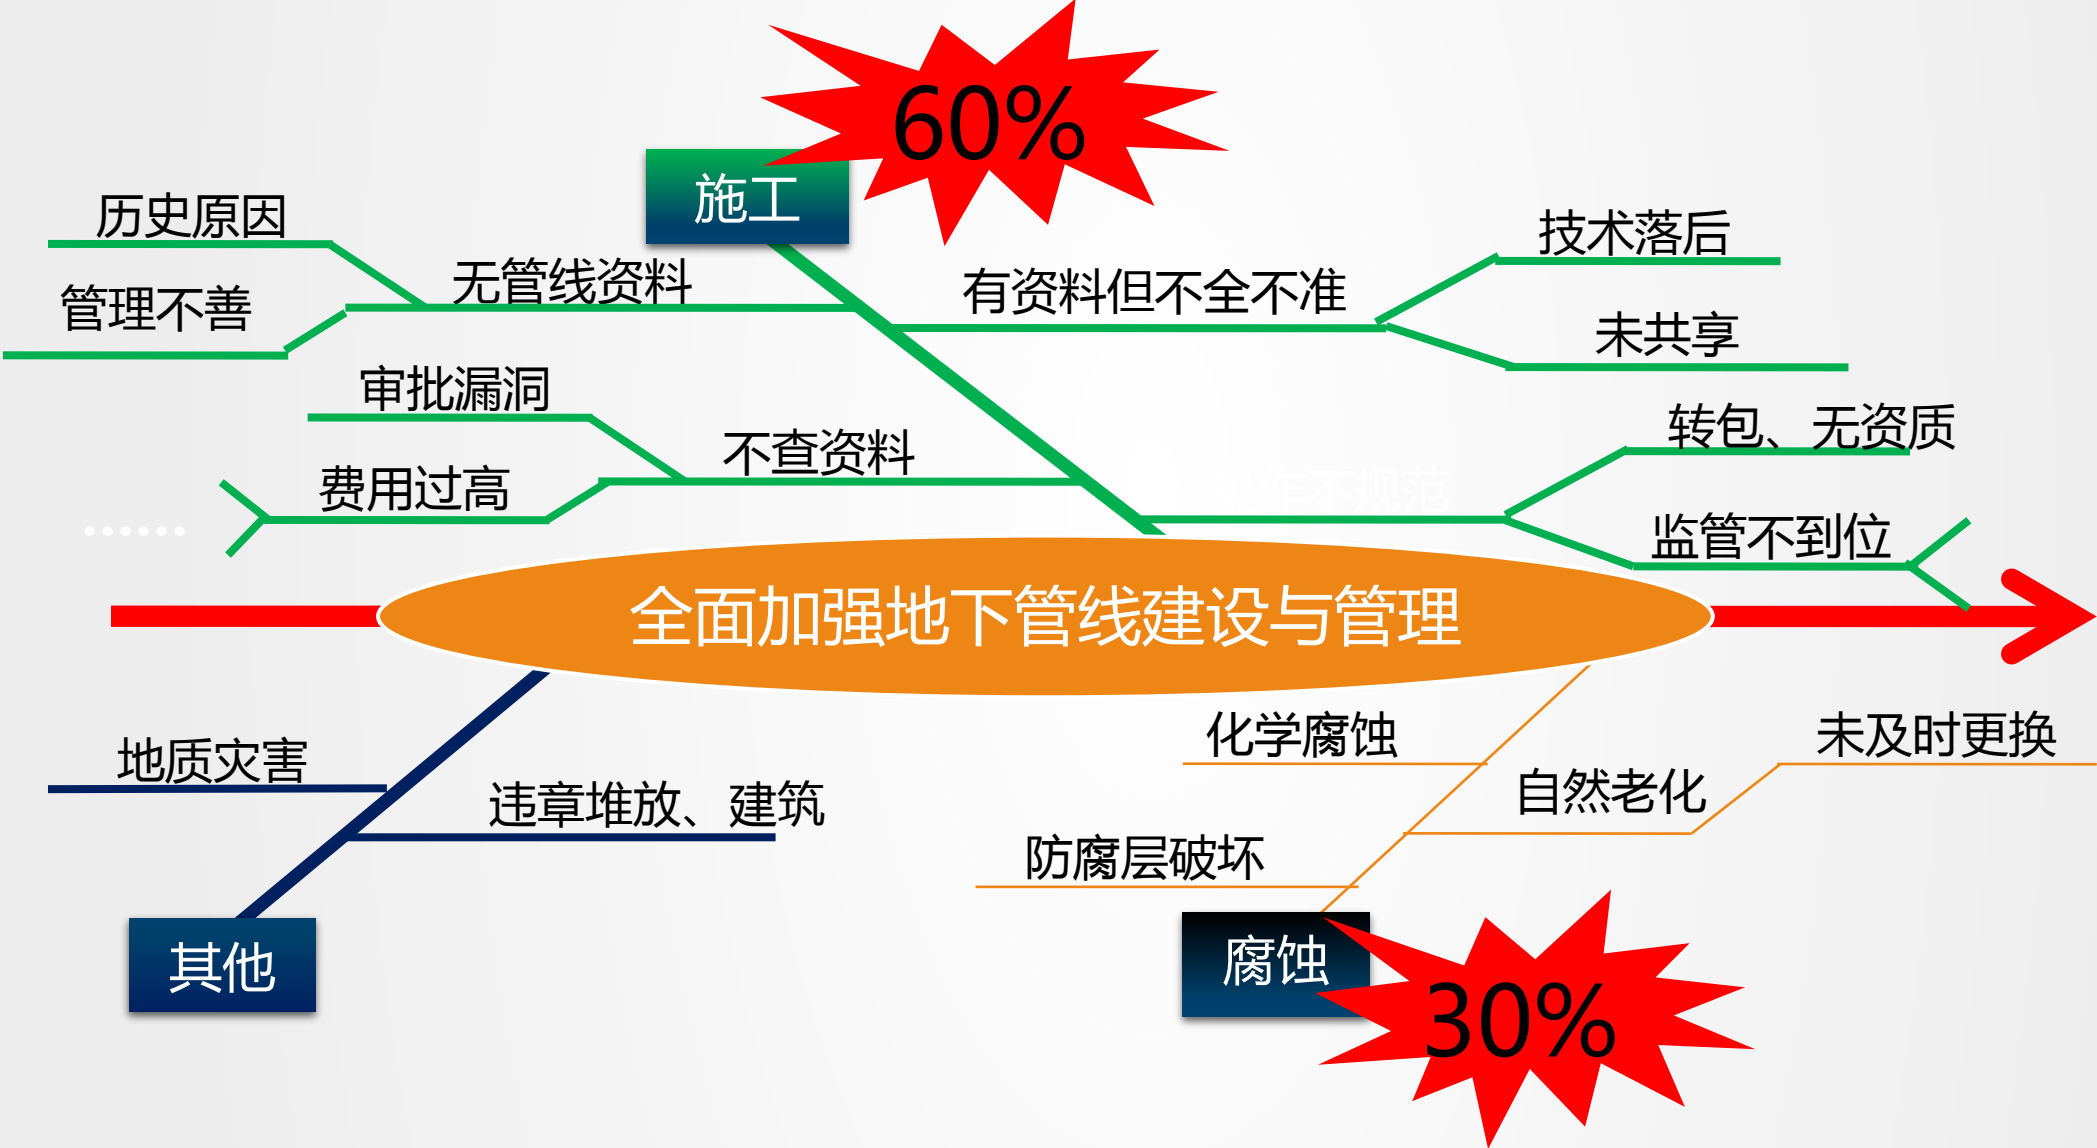 60%
施工
历史原因
技术落后
无管线资料
有资料但不全不准
管理不善
未共享
审批漏洞
转包、无资质
不查资料
费用过高
操作不规范
监管不到位
······
全面加强地下管线建设与管理
化学腐蚀
未及时更换
地质灾害
自然老化
违章堆放、建筑
防腐层破坏
其他
腐蚀
30%